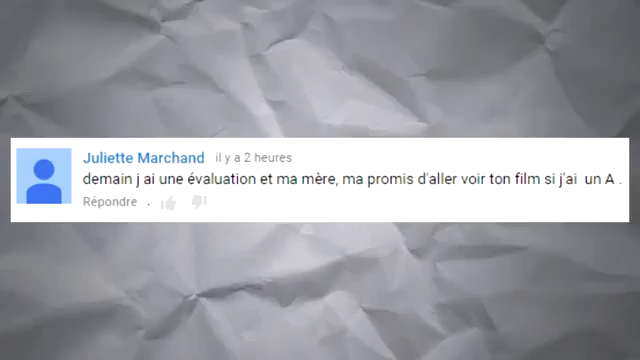 Juliette Marchand il y a 2 heures
demain j ai une évaluation et ma mère, ma promis d'aller voir ton film si j'ai un A .
Répondre .